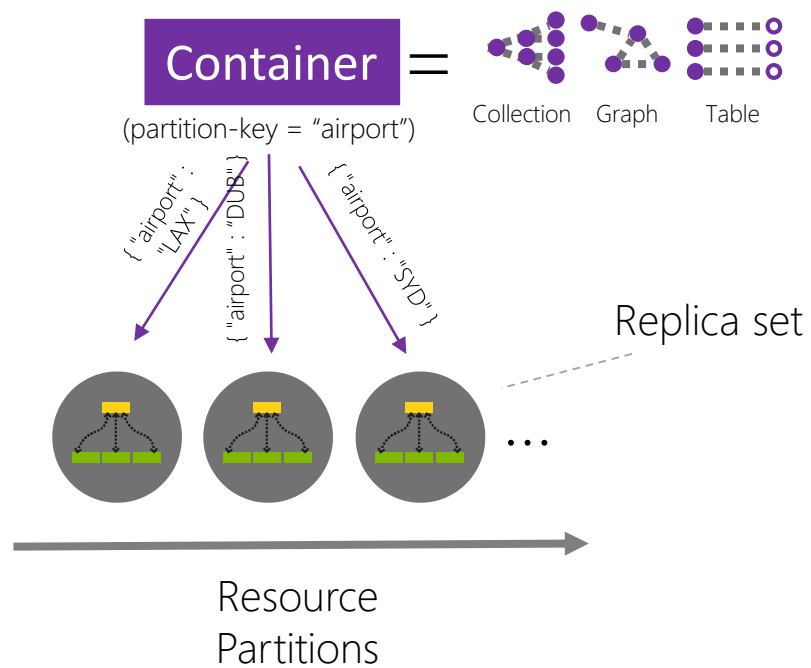 Container
=
Collection
Graph
Table
(partition-key = “airport”)
{ "airport" :
"LAX" }
{ "airport" : “DUB" }
{ "airport" : "SYD" }
Replica set
...
Resource
Partitions